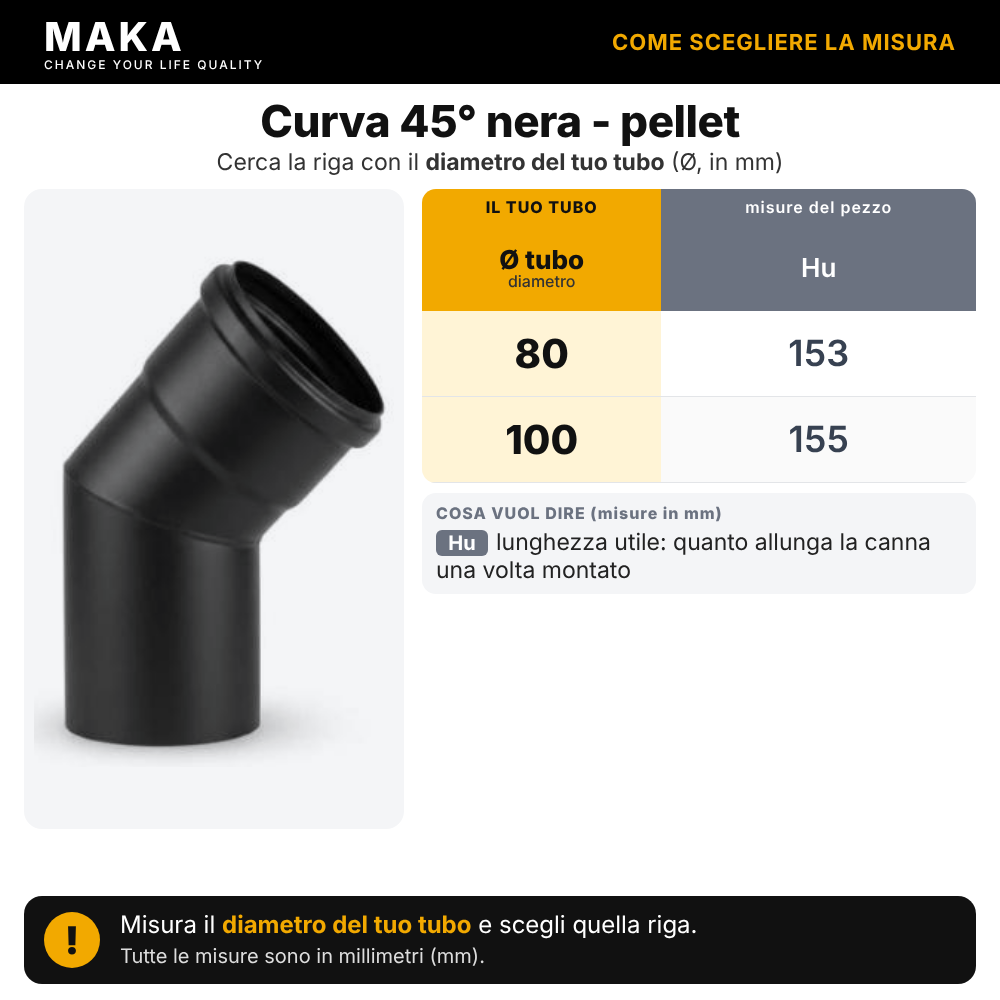 MAKA
CHANGE YOUR LIFE QUALITY
COME SCEGLIERE LA MISURA
Curva 45° nera - pellet
Cerca la riga con il diametro del tuo tubo (Ø, in mm)
IL TUO TUBO
misure del pezzo
Ø tubo
diametro
Hu
80
153
100
155
COSA VUOL DIRE (misure in mm)
Hu lunghezza utile: quanto allunga la canna
una volta montato
!
Misura il diametro del tuo tubo e scegli quella riga.
Tutte le misure sono in millimetri (mm).